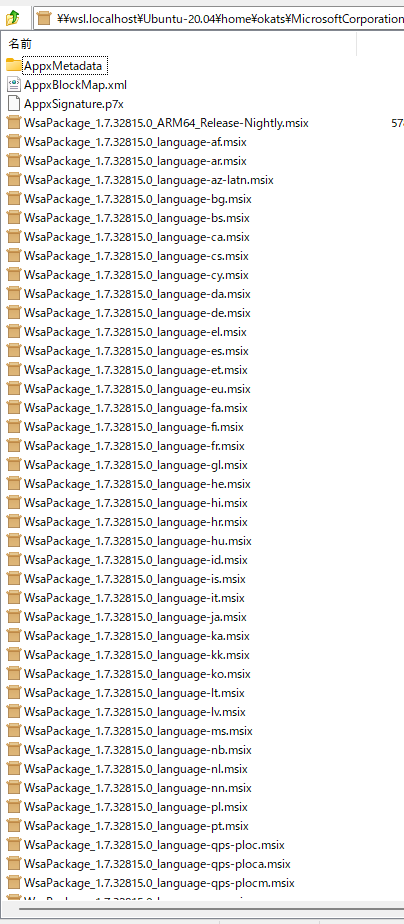 ¥¥wsl.localhost¥Ubuntu-20.04¥home¥okats¥MicrosoftCorporation
名前
AppxMetadata
AppxBlockMap.xml
AppxSignature.p7x
WsaPackage_1.7.32815.0_ARM64_Release-Nightly.msix 57
WsaPackage_1.7.32815.0_language-af.msix
WsaPackage_1.7.32815.0_language-ar.msix
WsaPackage_1.7.32815.0_language-az-latn.msix
WsaPackage_1.7.32815.0_language-bg.msix
WsaPackage_1.7.32815.0_language-bs.msix
WsaPackage_1.7.32815.0_language-ca.msix
WsaPackage_1.7.32815.0_language-cs.msix
WsaPackage_1.7.32815.0_language-cy.msix
WsaPackage_1.7.32815.0_language-da.msix
WsaPackage_1.7.32815.0_language-de.msix
WsaPackage_1.7.32815.0_language-el.msix
WsaPackage_1.7.32815.0_language-es.msix
WsaPackage_1.7.32815.0_language-et.msix
WsaPackage_1.7.32815.0_language-eu.msix
WsaPackage_1.7.32815.0_language-fa.msix
WsaPackage_1.7.32815.0_language-fi.msix
WsaPackage_1.7.32815.0_language-fr.msix
WsaPackage_1.7.32815.0_language-gl.msix
WsaPackage_1.7.32815.0_language-he.msix
WsaPackage_1.7.32815.0_language-hi.msix
WsaPackage_1.7.32815.0_language-hr.msix
WsaPackage_1.7.32815.0_language-hu.msix
WsaPackage_1.7.32815.0_language-id.msix
WsaPackage_1.7.32815.0_language-is.msix
WsaPackage_1.7.32815.0_language-it.msix
WsaPackage_1.7.32815.0_language-ja.msix
WsaPackage_1.7.32815.0_language-ka.msix
WsaPackage_1.7.32815.0_language-kk.msix
WsaPackage_1.7.32815.0_language-ko.msix
WsaPackage_1.7.32815.0_language-lt.msix
WsaPackage_1.7.32815.0_language-lv.msix
WsaPackage_1.7.32815.0_language-ms.msix
WsaPackage_1.7.32815.0_language-nb.msix
WsaPackage_1.7.32815.0_language-nl.msix
WsaPackage_1.7.32815.0_language-nn.msix
WsaPackage_1.7.32815.0_language-pl.msix
WsaPackage_1.7.32815.0_language-pt.msix
WsaPackage_1.7.32815.0_language-qps-ploc.msix
WsaPackage_1.7.32815.0_language-qps-ploca.msix
WsaPackage_1.7.32815.0_language-qps-plocm.msix